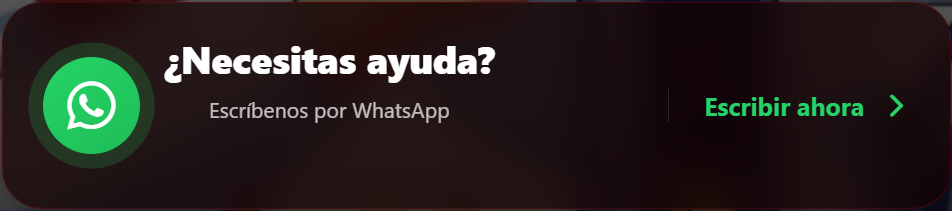 ¿Necesitas ayuda?
Escríbenos por WhatsApp
Escribir ahora